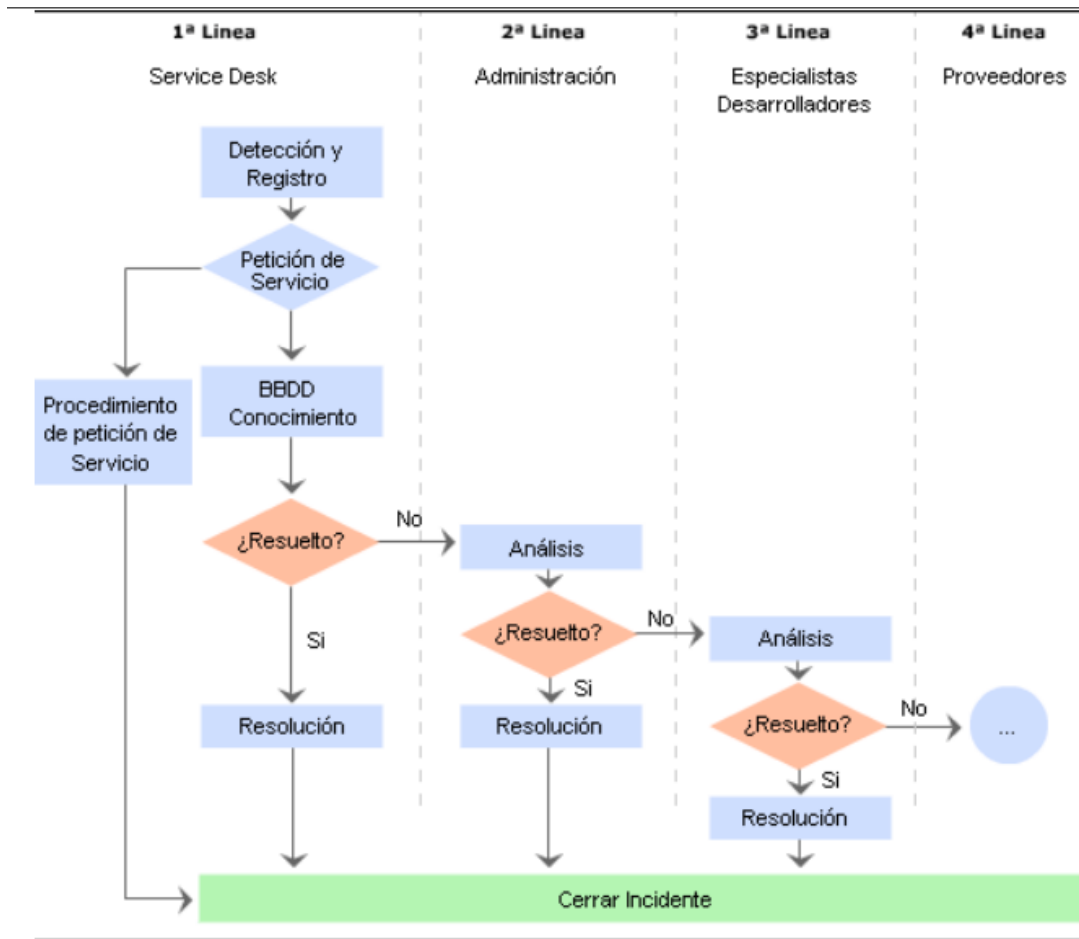 1ª Linea
2ª Linea
3ª Linea
4ª Linea
Service Desk
Administración
Especialistas
Desarrolladores
Proveedores
Detección y
Registro
Petición de
Servicio
Procedimiento
de petición de
Servicio
BBDD
Conocimiento
¿Resuelto?
No
Si
Resolución
Análisis
¿Resuelto?
No
Si
Resolución
Análisis
¿Resuelto?
No
Si
Resolución
...
Cerrar Incidente